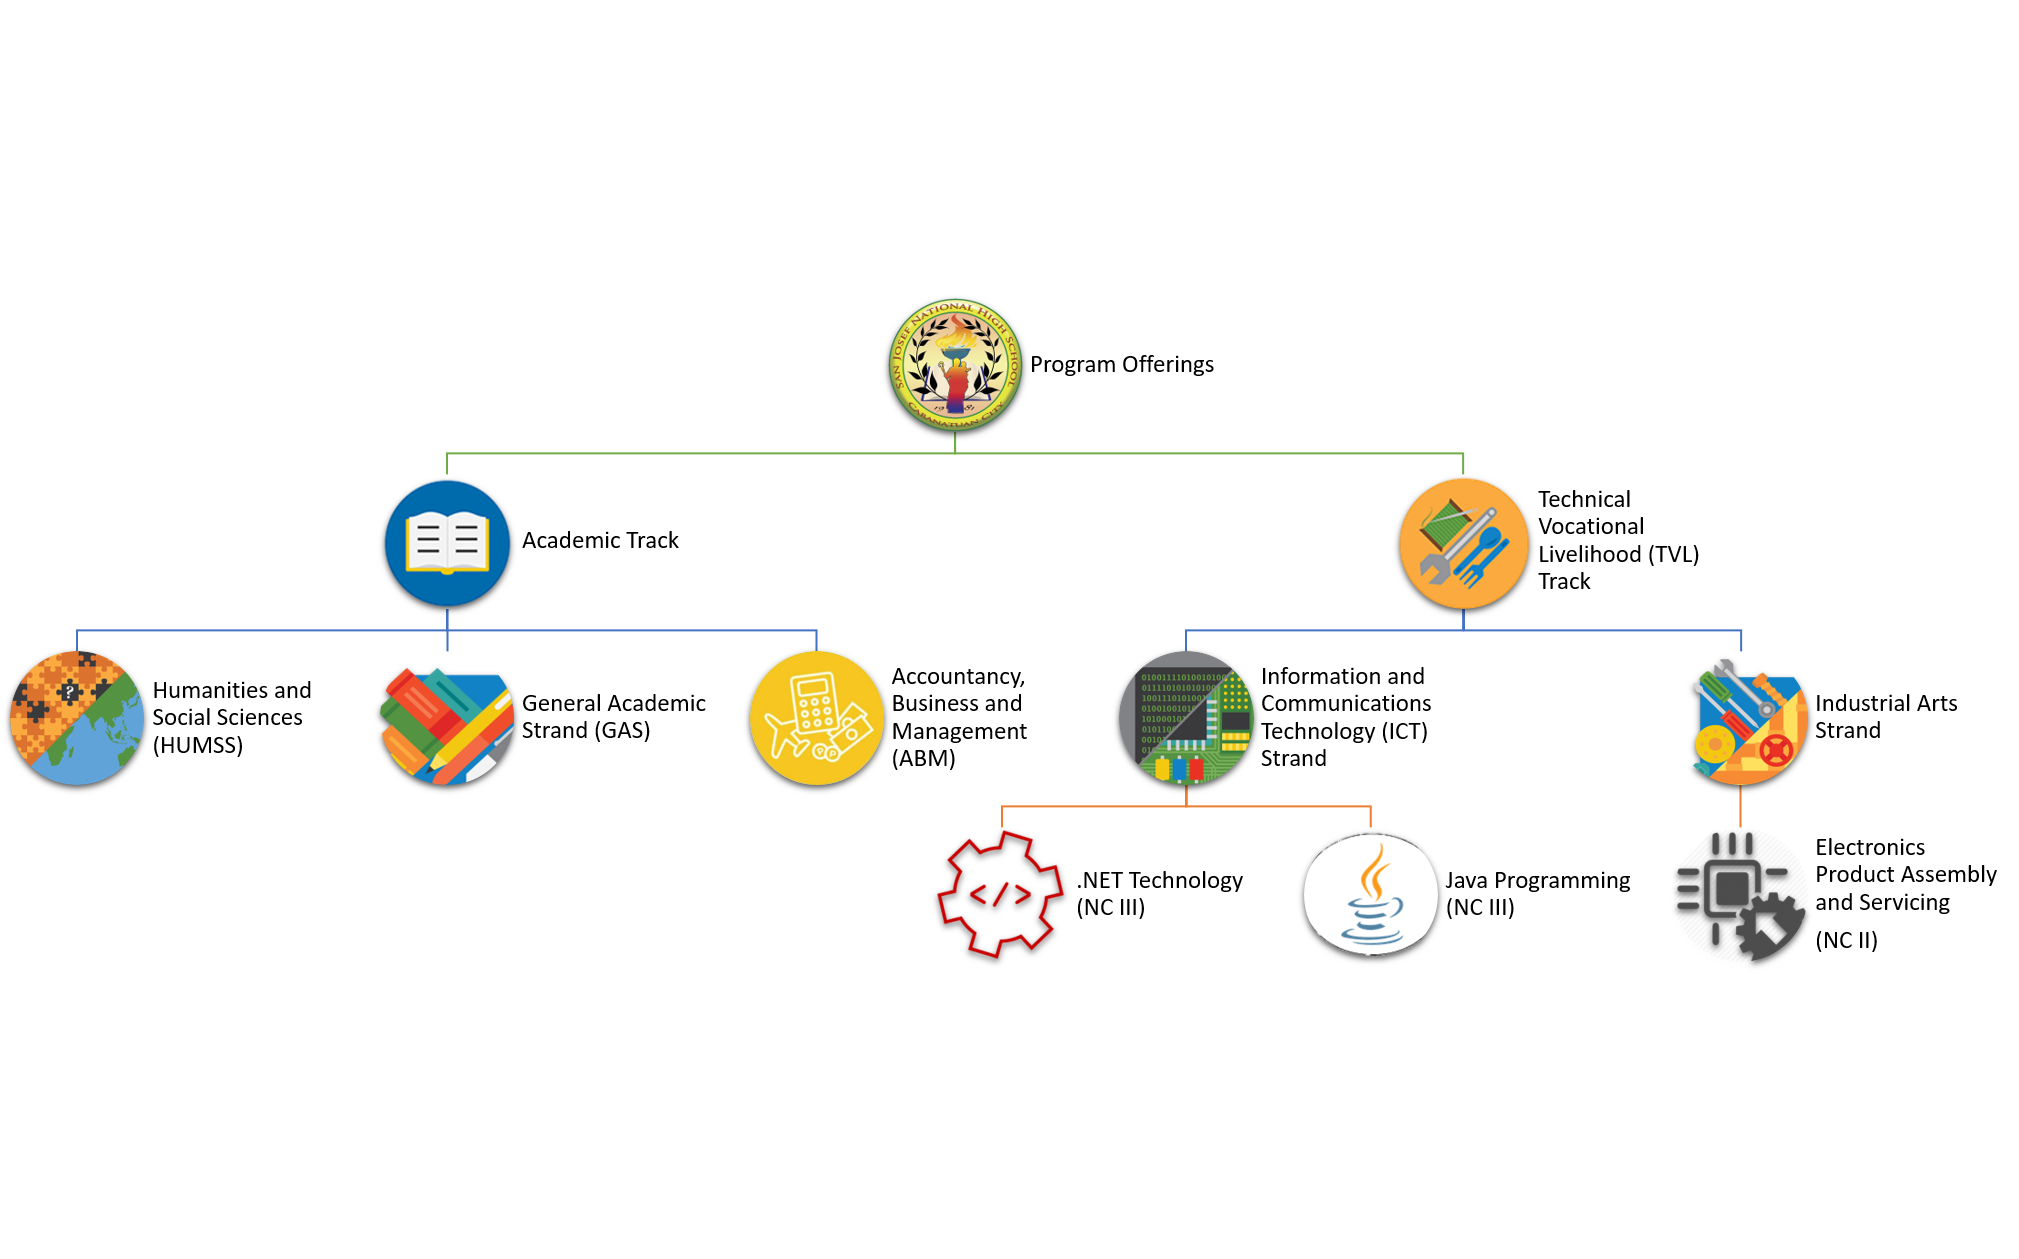 SAN JOSEF NATIONAL HIGH SCHOOL
CABANATUAN CITY
Program Offerings
Academic Track
Technical
Vocational
Livelihood (TVL)
Track
Humanities and
Social Sciences
(HUMSS)
General Academic
Strand (GAS)
Accountancy,
Business and
Management
(ABM)
Information and
Communications
Technology (ICT)
Strand
Industrial Arts
Strand
.NET Technology
(NC III)
Java Programming
(NC III)
Electronics
Product Assembly
and Servicing
(NC II)